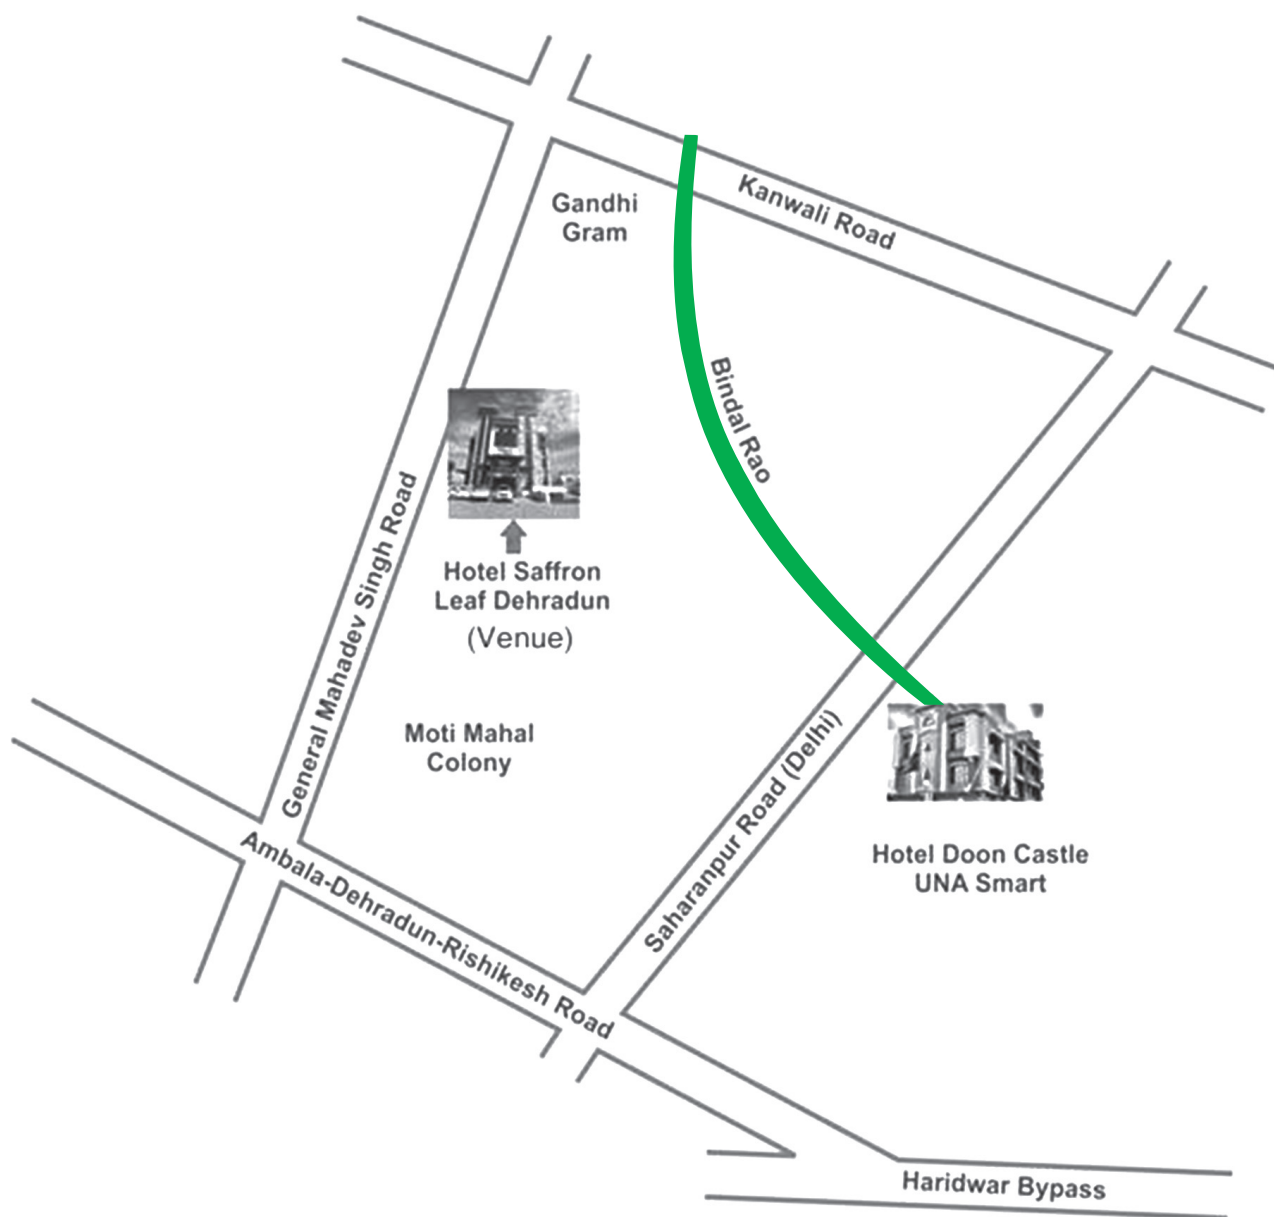 Kanwali Road
Gandhi
Gram
Bindal Rao
General Mahadev Singh Road
Hotel Saffron
Leaf Dehradun
(Venue)
Moti Mahal
Colony
Saharanpur Road (Delhi)
Hotel Doon Castle
UNA Smart
Ambala-Dehradun-Rishikesh Road
Haridwar Bypass